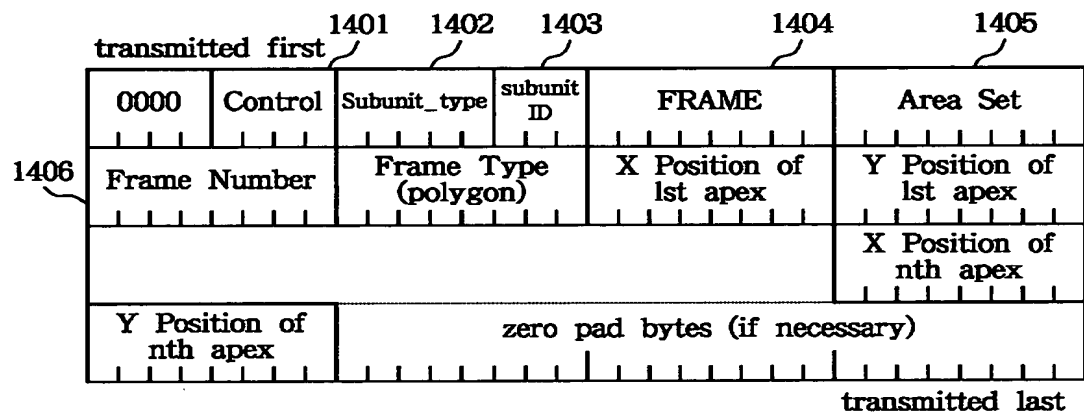 1401 1402 1403 1404 1405
transmitted first
0000 Control Subunit_type subunit ID FRAME Area Set
1406
Frame Number Frame Type (polygon) X Position of lst apex Y Position of lst apex
X Position of nth apex
Y Position of nth apex zero pad bytes (if necessary)
transmitted last